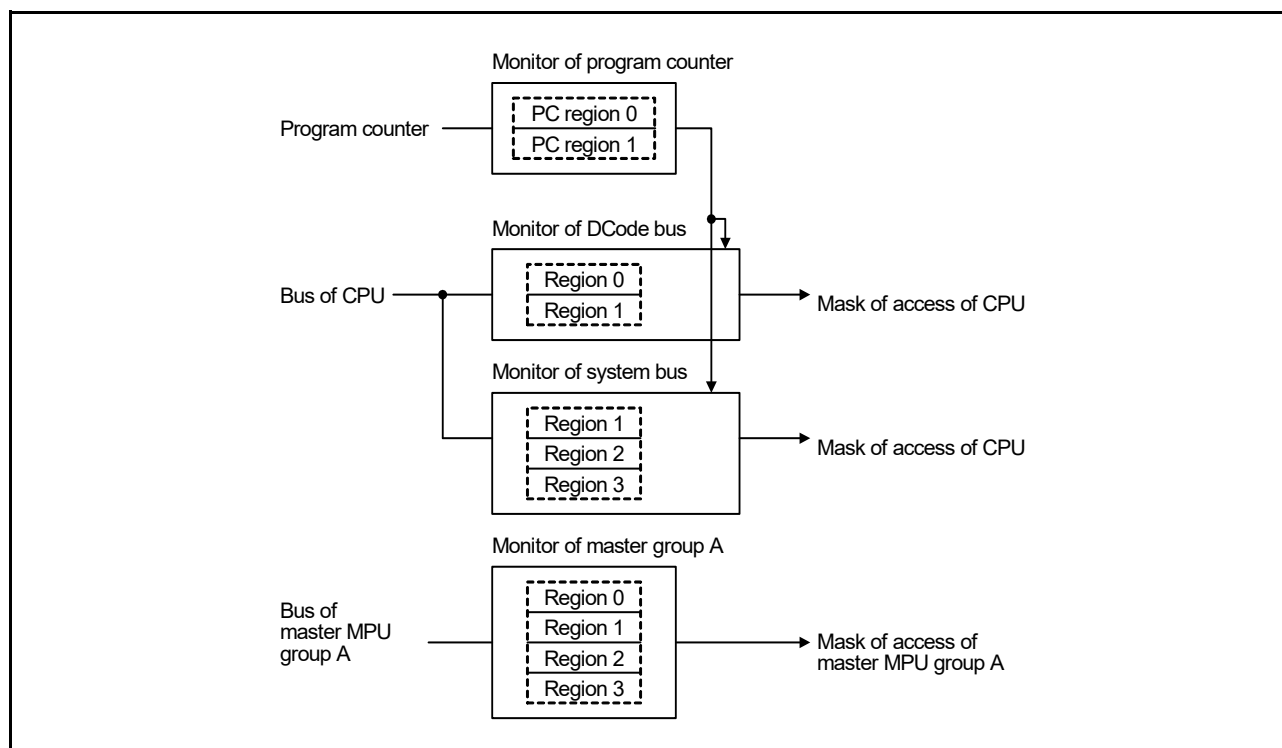 Monitor of program counter
Program counter
PC region 0
PC region 1
Monitor of DCode bus
Bus of CPU
Region 0
Region 1
Mask of access of CPU
Monitor of system bus
Region 1
Region 2
Region 3
Mask of access of CPU
Monitor of master group A
Bus of
master MPU
group A
Region 0
Region 1
Region 2
Region 3
Mask of access of
master MPU group A